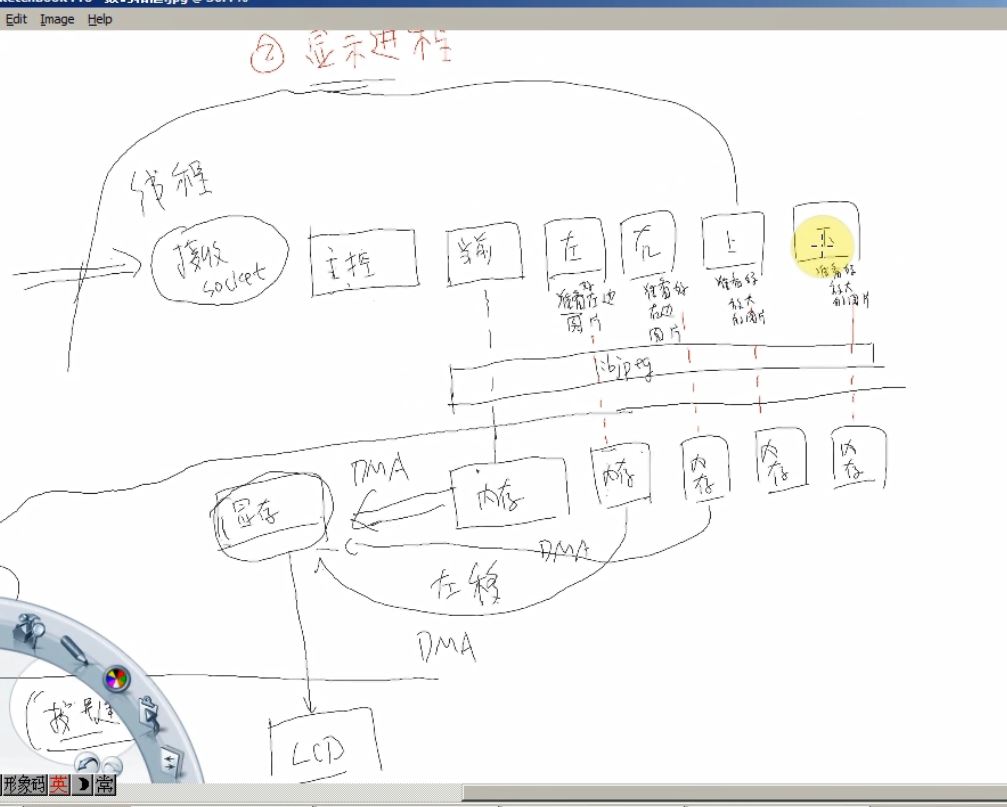 Edit Image Help
② 显示进程
线程
接收
socket
主控
当前
左
右
上
下
准备好左边
图片
准备好
右边
图片
准备好
放大
的图片
准备好
放大
的图片
libjpeg
DMA
显存
内存
内存
内存
内存
内存
DMA
左移
DMA
LCD
形象码 英 常